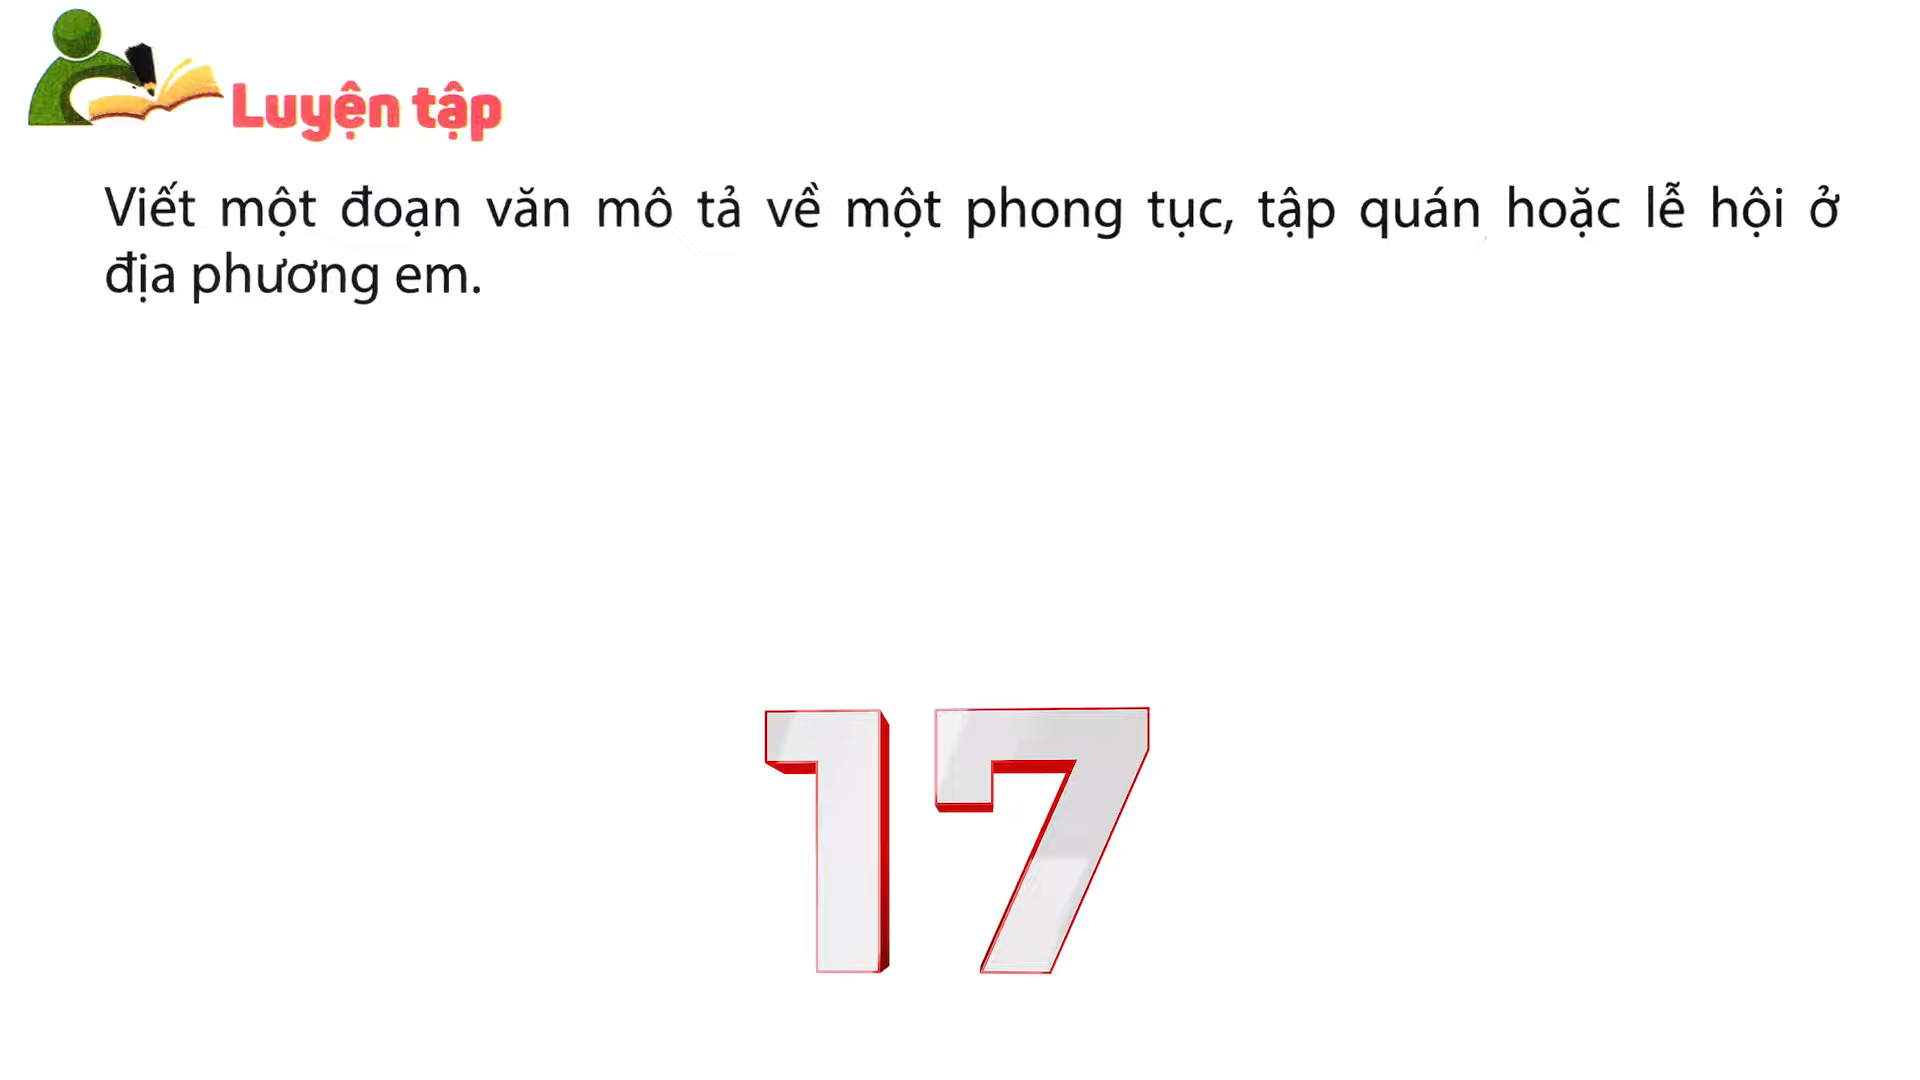 Luyện tập
Viết một đoạn văn mô tả về một phong tục, tập quán hoặc lễ hội ở
địa phương em.
17